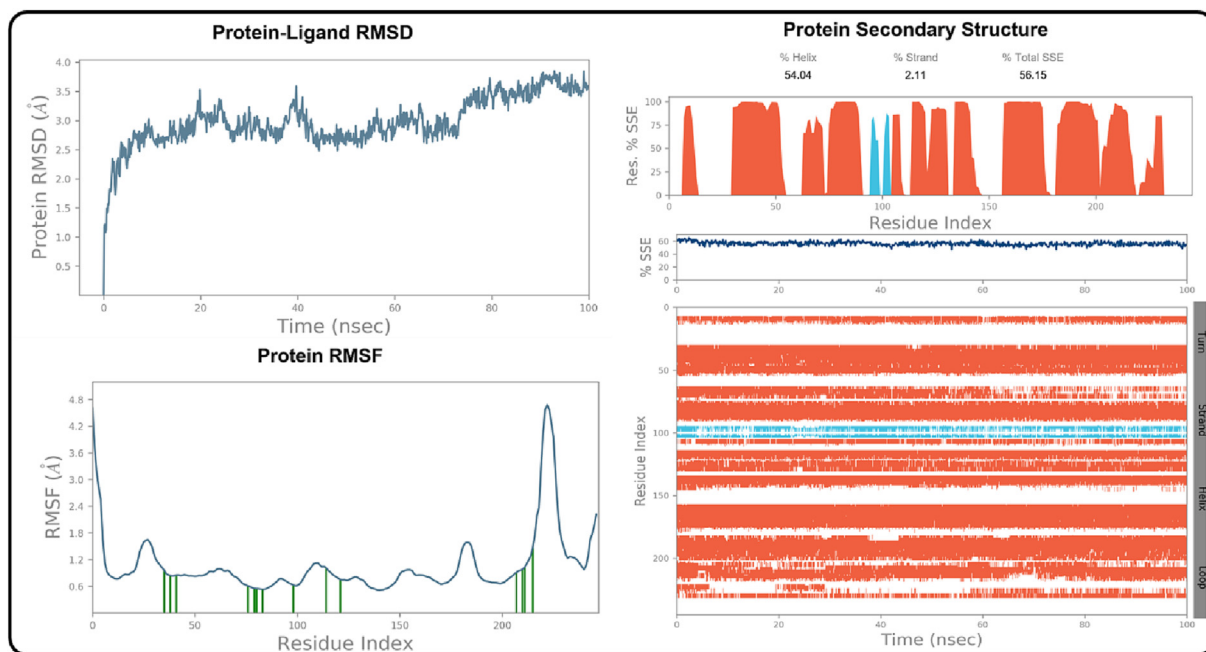 Protein-Ligand RMSD
4.0
3.5
3.0
2.5
2.0
1.5
1.0
0.5
Protein RMSD (Å)
0 20 40 60 80 100
Time (nsec)
Protein RMSF
4.8
4.2
3.6
3.0
2.4
1.8
1.2
0.6
RMSF (Å)
0 50 100 150 200
Residue Index
Protein Secondary Structure
% Helix % Strand % Total SSE
54.04 2.11 56.15
100
75
50
25
0
Res. % SSE
0 50 100 150 200
Residue Index
60
40
20
0
% SSE
0 20 40 60 80 100
0
50
100
150
200
Residue Index
Turn
Strand
Helix
Loop
0 20 40 60 80 100
Time (nsec)